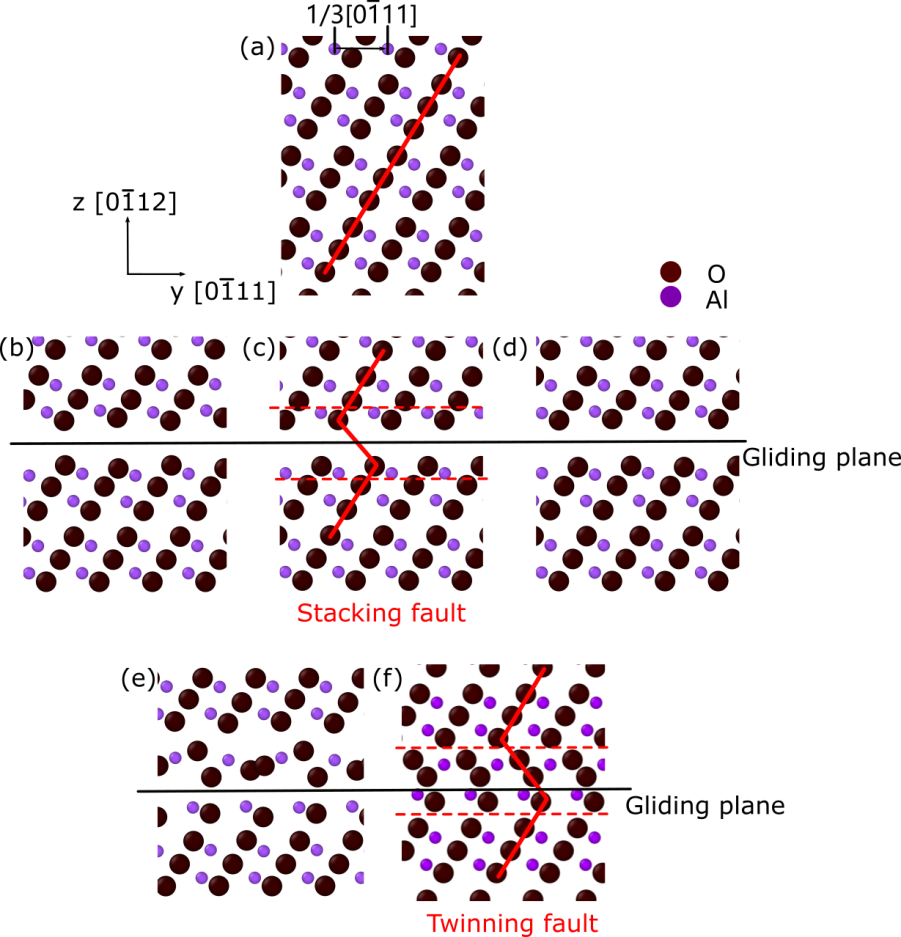 1/3[01̅11]
(a)
z [01̅12]
y [01̅11]
O
Al
(b)
(c)
(d)
Gliding plane
Stacking fault
(e)
(f)
Gliding plane
Twinning fault